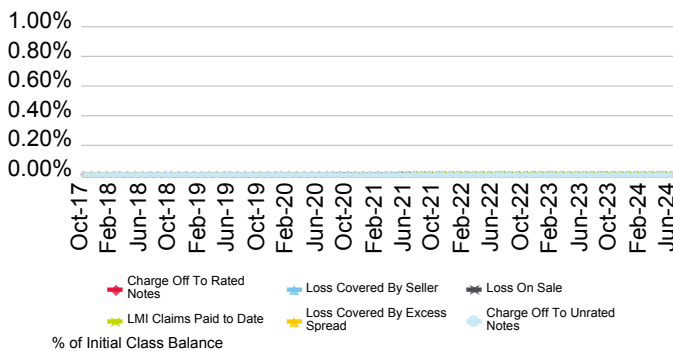 1.00%
0.80%
0.60%
0.40%
0.20%
0.00%
Oct-17
Feb-18
Jun-18
Oct-18
Feb-19
Jun-19
Oct-19
Feb-20
Jun-20
Oct-20
Feb-21
Jun-21
Oct-21
Feb-22
Jun-22
Oct-22
Feb-23
Jun-23
Oct-23
Feb-24
Jun-24
Charge Off To Rated
Notes
Loss Covered By Seller
Loss On Sale
LMI Claims Paid to Date
Loss Covered By Excess
Spread
Charge Off To Unrated
Notes
% of Initial Class Balance